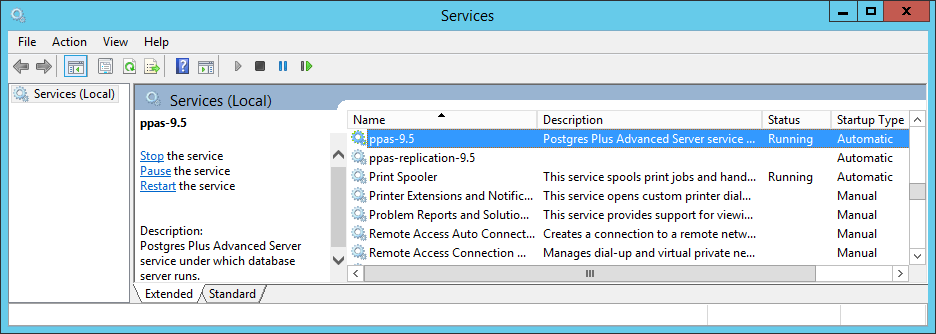 Services
File Action View Help
Services (Local)
Services (Local)
ppas-9.5
Stop the service
Pause the service
Restart the service
Description:
Postgres Plus Advanced Server
service under which database
server runs.
Name Description Status Startup Type
ppas-9.5 Postgres Plus Advanced Server service ... Running Automatic
ppas-replication-9.5 Automatic
Print Spooler This service spools print jobs and hand... Running Automatic
Printer Extensions and Notific... This service opens custom printer dial... Manual
Problem Reports and Solutio... This service provides support for viewi... Manual
Remote Access Auto Connect... Creates a connection to a remote netw... Manual
Remote Access Connection ... Manages dial-up and virtual private ne... Manual
Extended Standard